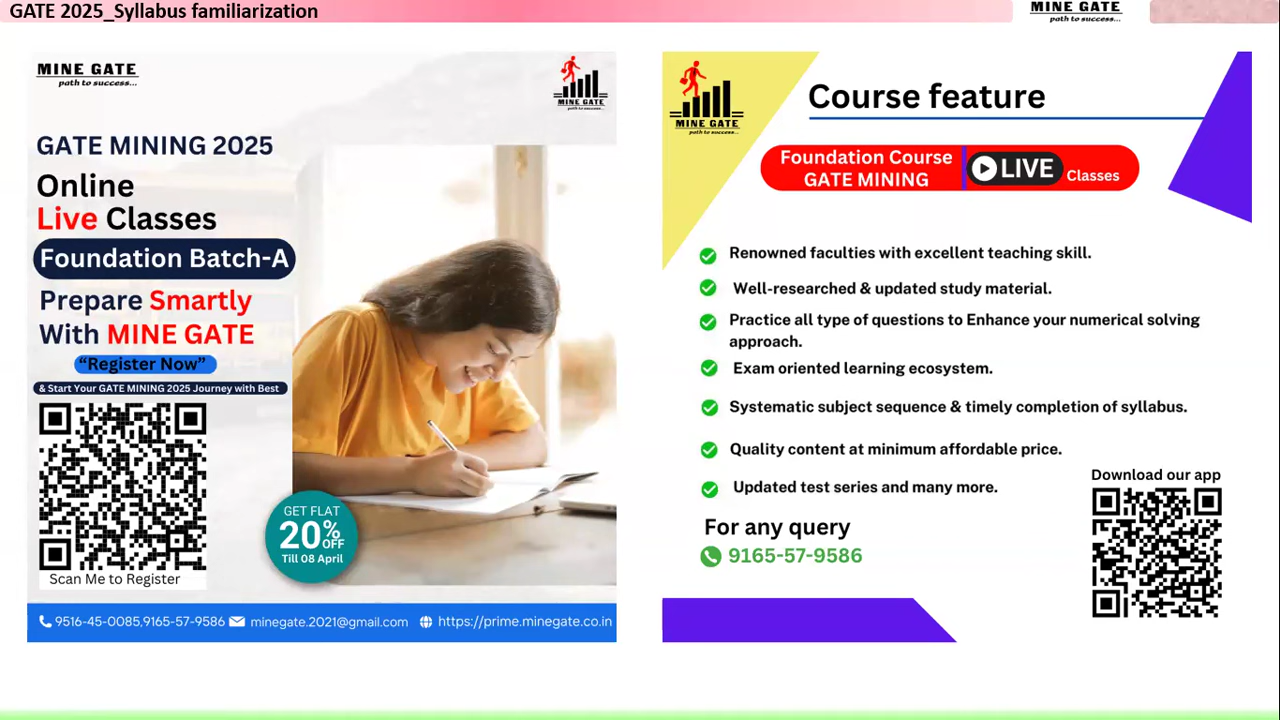 GATE 2025_Syllabus familiarization
MINE GATE
path to success...
MINE GATE
path to success...
MINE GATE
path to success...
GATE MINING 2025
Online
Live Classes
Foundation Batch-A
Prepare Smartly
With MINE GATE
“Register Now”
& Start Your GATE MINING 2025 Journey with Best
Scan Me to Register
GET FLAT
20% OFF
Till 08 April
9516-45-0085,9165-57-9586 minegate.2021@gmail.com https://prime.minegate.co.in
MINE GATE
path to success...
Course feature
Foundation Course
GATE MINING
LIVE Classes
Renowned faculties with excellent teaching skill.
Well-researched & updated study material.
Practice all type of questions to Enhance your numerical solving
approach.
Exam oriented learning ecosystem.
Systematic subject sequence & timely completion of syllabus.
Quality content at minimum affordable price.
Updated test series and many more.
Download our app
For any query
9165-57-9586